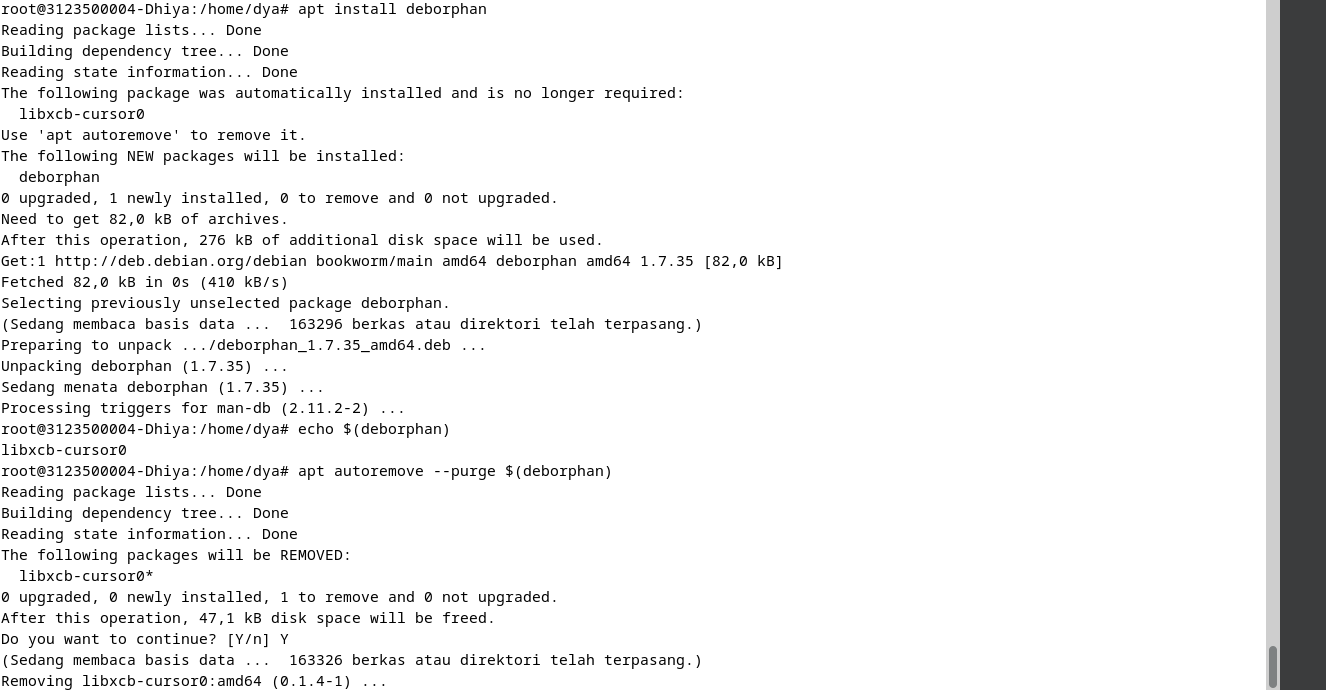 root@3123500004-Dhiya:/home/dya# apt install deborphan
Reading package lists... Done
Building dependency tree... Done
Reading state information... Done
The following package was automatically installed and is no longer required:
  libxcb-cursor0
Use 'apt autoremove' to remove it.
The following NEW packages will be installed:
  deborphan
0 upgraded, 1 newly installed, 0 to remove and 0 not upgraded.
Need to get 82,0 kB of archives.
After this operation, 276 kB of additional disk space will be used.
Get:1 http://deb.debian.org/debian bookworm/main amd64 deborphan amd64 1.7.35 [82,0 kB]
Fetched 82,0 kB in 0s (410 kB/s)
Selecting previously unselected package deborphan.
(Sedang membaca basis data ...  163296 berkas atau direktori telah terpasang.)
Preparing to unpack .../deborphan_1.7.35_amd64.deb ...
Unpacking deborphan (1.7.35) ...
Sedang menata deborphan (1.7.35) ...
Processing triggers for man-db (2.11.2-2) ...
root@3123500004-Dhiya:/home/dya# echo $(deborphan)
libxcb-cursor0
root@3123500004-Dhiya:/home/dya# apt autoremove --purge $(deborphan)
Reading package lists... Done
Building dependency tree... Done
Reading state information... Done
The following packages will be REMOVED:
  libxcb-cursor0*
0 upgraded, 0 newly installed, 1 to remove and 0 not upgraded.
After this operation, 47,1 kB disk space will be freed.
Do you want to continue? [Y/n] Y
(Sedang membaca basis data ...  163326 berkas atau direktori telah terpasang.)
Removing libxcb-cursor0:amd64 (0.1.4-1) ...